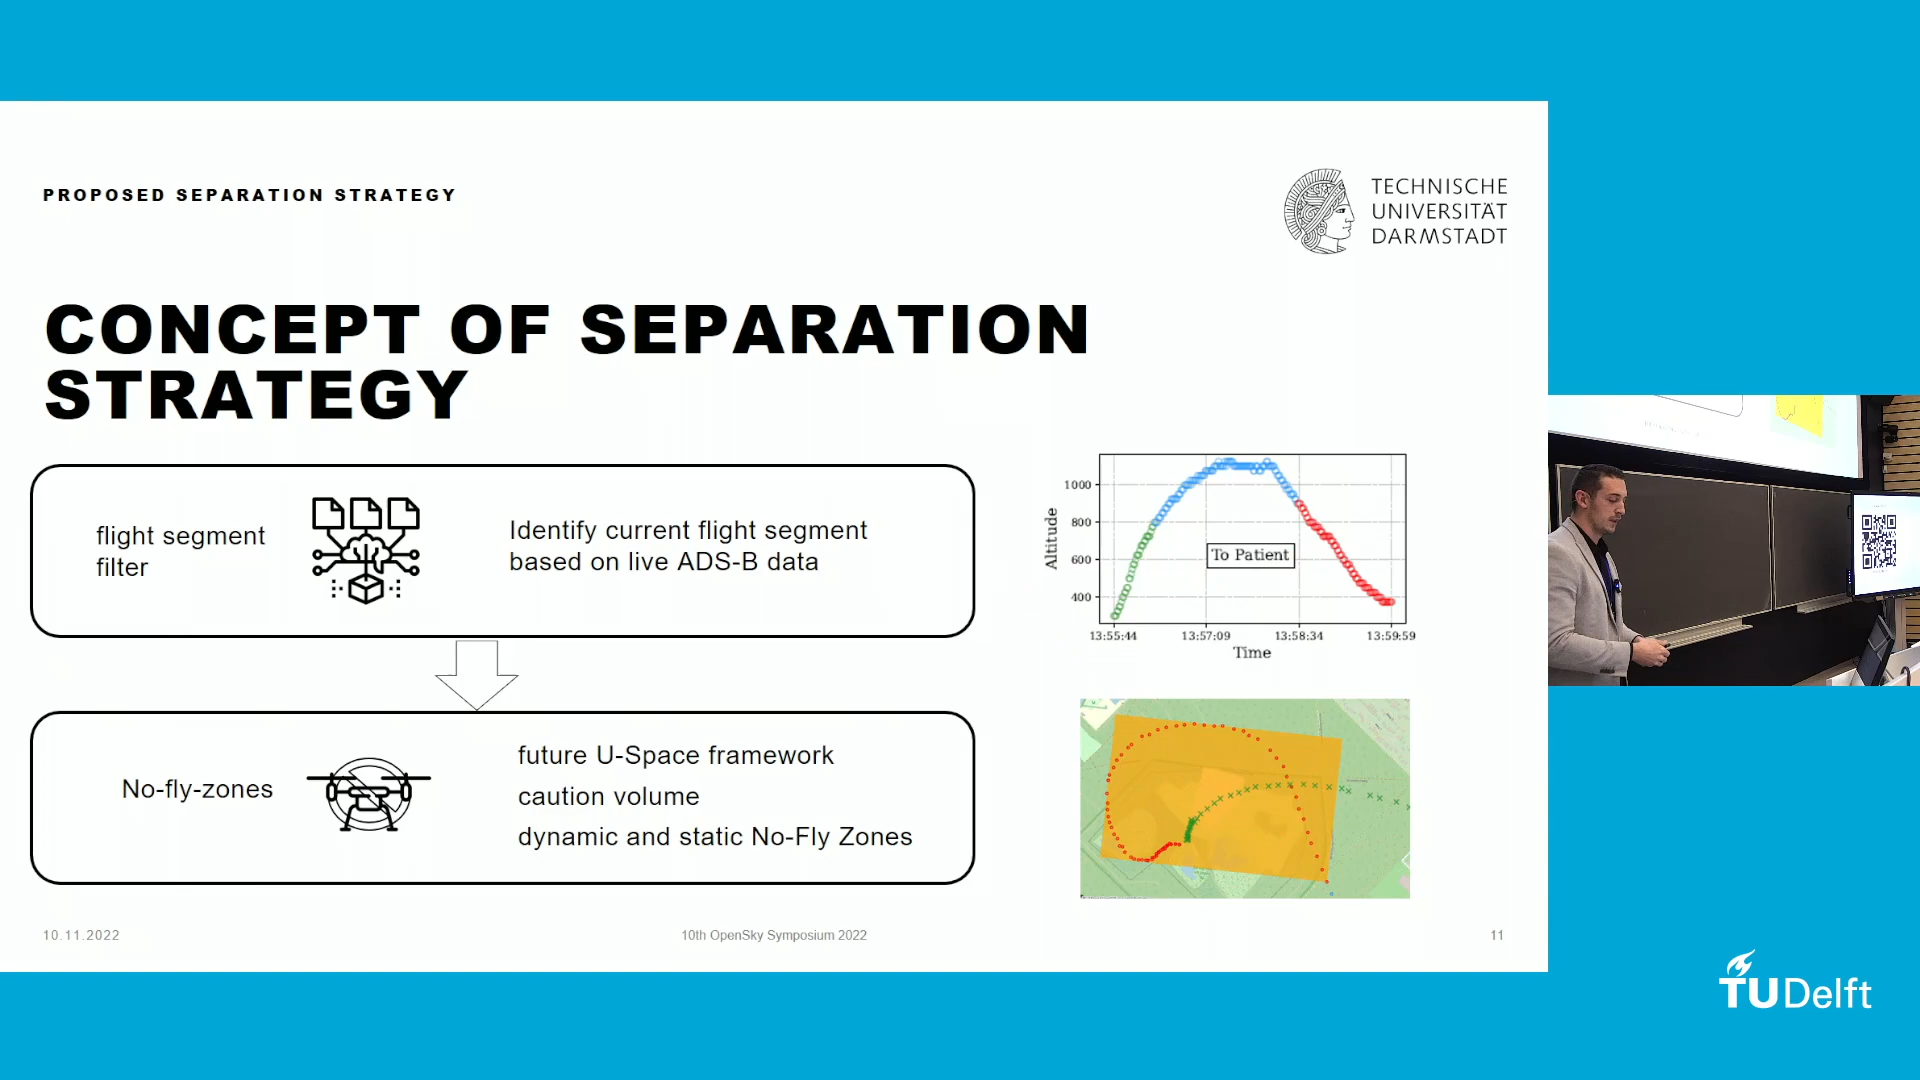 PROPOSED SEPARATION STRATEGY
TECHNISCHE
UNIVERSITÄT
DARMSTADT
CONCEPT OF SEPARATION
STRATEGY
flight segment
filter
Identify current flight segment
based on live ADS-B data
No-fly-zones
future U-Space framework
caution volume
dynamic and static No-Fly Zones
Altitude
1000
800
600
400
To Patient
13:55:44
13:57:09
13:58:34
13:59:59
Time
10.11.2022
10th OpenSky Symposium 2022
11
TUDelft